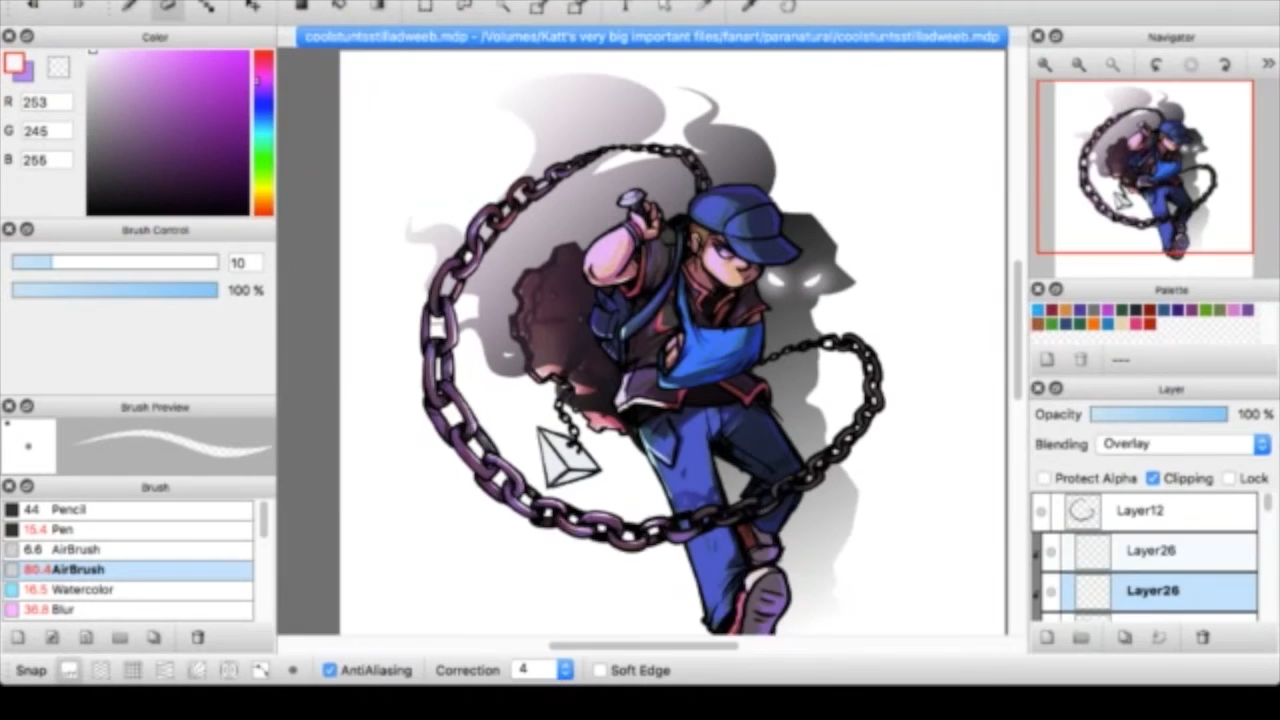 Color
coolstuntsstilladweeb.mdp - /Volumes/Katt's very big important files/fanart/paranatural/coolstuntsstilladweeb.mdp
Navigator
R 253
G 245
B 255
Brush Control
10
100 %
Palette
---
Layer
Opacity 100 %
Blending Overlay
Protect Alpha Clipping Lock
Layer12
Layer26
Layer26
Brush Preview
Brush
44 Pencil
15.4 Pen
6.6 AirBrush
80.4 AirBrush
16.5 Watercolor
36.8 Blur
Snap AntiAliasing Correction 4 Soft Edge